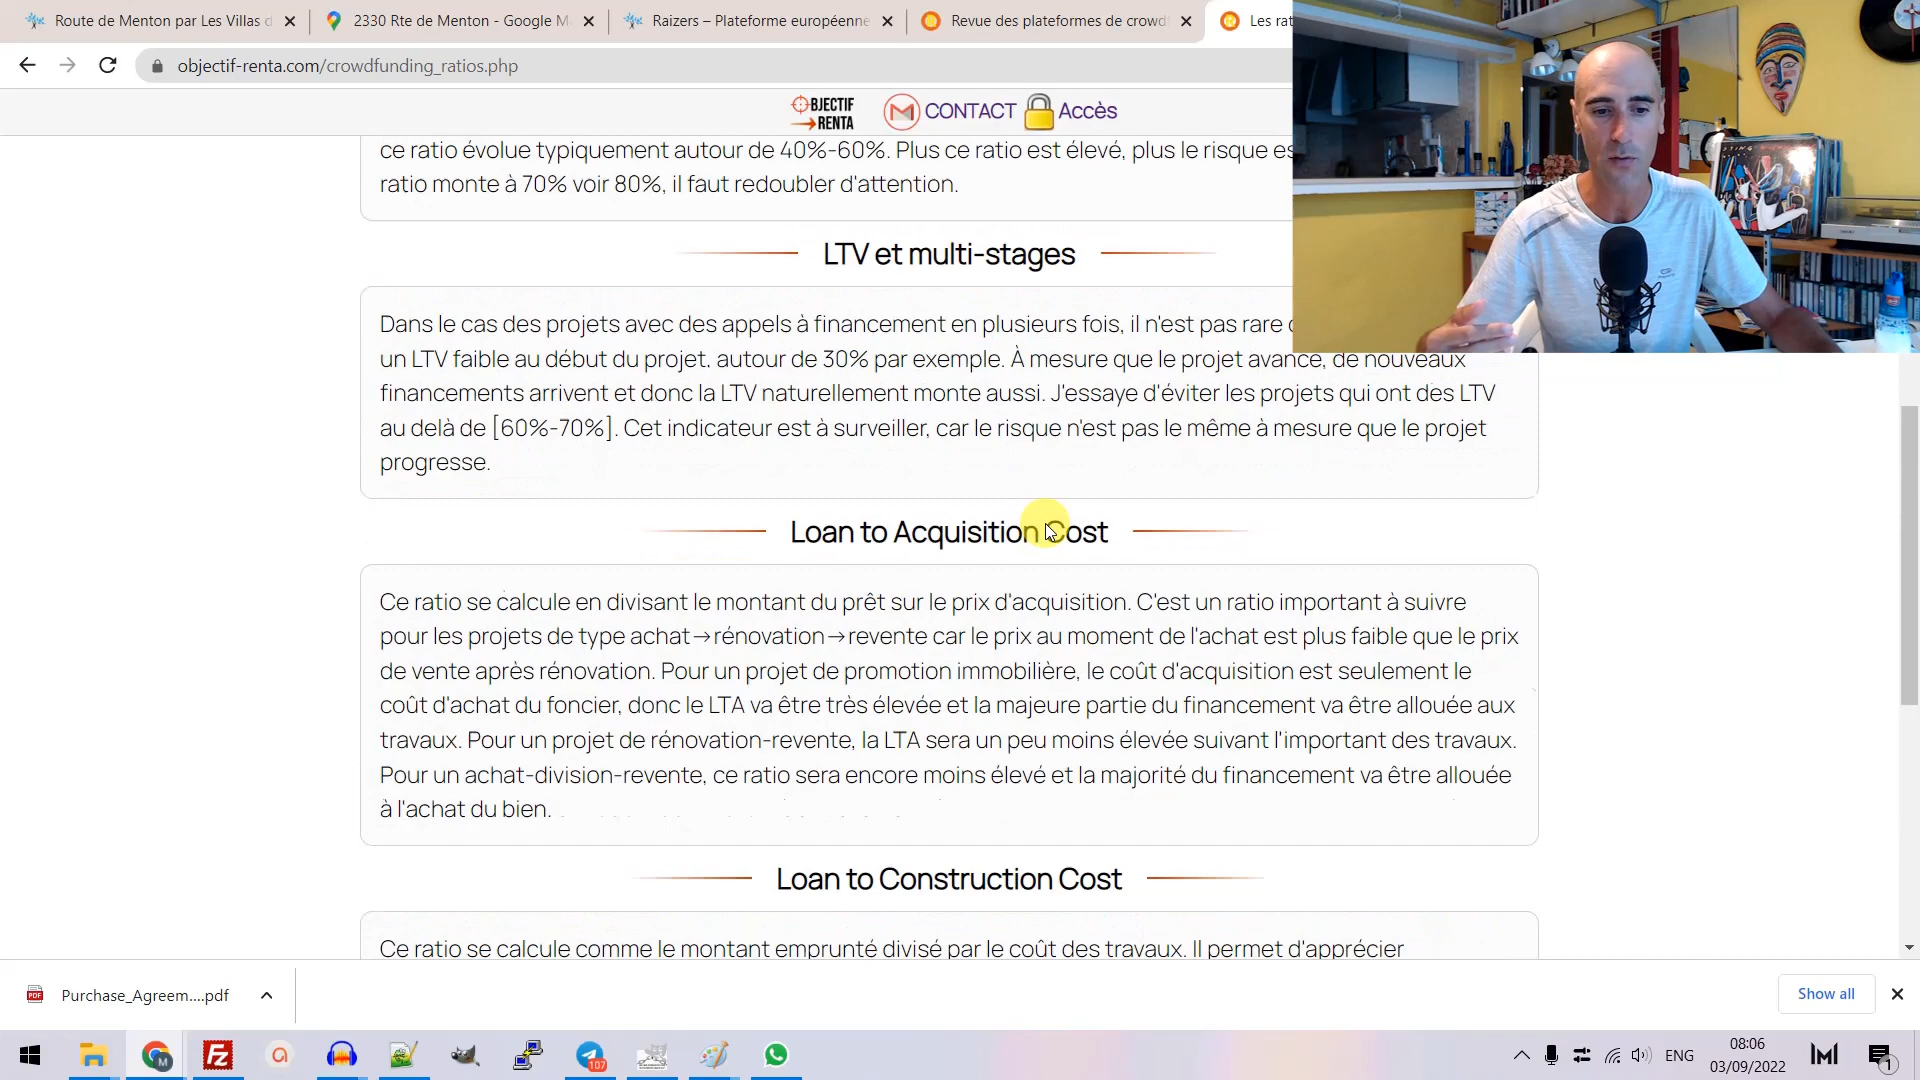 Route de Menton par Les Villas d
2330 Rte de Menton - Google M
Raizers – Plateforme européenne
Revue des plateformes de crowdf
Les rat
objectif-renta.com/crowdfunding_ratios.php
OBJECTIF
RENTA
CONTACT
Accès
ce ratio évolue typiquement autour de 40%-60%. Plus ce ratio est élevé, plus le risque es
ratio monte à 70% voir 80%, il faut redoubler d'attention.
LTV et multi-stages
Dans le cas des projets avec des appels à financement en plusieurs fois, il n'est pas rare
un LTV faible au début du projet, autour de 30% par exemple. À mesure que le projet avance, de nouveaux
financements arrivent et donc la LTV naturellement monte aussi. J'essaye d'éviter les projets qui ont des LTV
au delà de [60%-70%]. Cet indicateur est à surveiller, car le risque n'est pas le même à mesure que le projet
progresse.
Loan to Acquisition Cost
Ce ratio se calcule en divisant le montant du prêt sur le prix d'acquisition. C'est un ratio important à suivre
pour les projets de type achat→rénovation→revente car le prix au moment de l'achat est plus faible que le prix
de vente après rénovation. Pour un projet de promotion immobilière, le coût d'acquisition est seulement le
coût d'achat du foncier, donc le LTA va être très élevée et la majeure partie du financement va être allouée aux
travaux. Pour un projet de rénovation-revente, la LTA sera un peu moins élevée suivant l'important des travaux.
Pour un achat-division-revente, ce ratio sera encore moins élevé et la majorité du financement va être allouée
à l'achat du bien.
Loan to Construction Cost
Ce ratio se calcule comme le montant emprunté divisé par le coût des travaux. Il permet d'apprécier
Purchase_Agreem....pdf
Show all
107
ENG
08:06
03/09/2022
1
STING